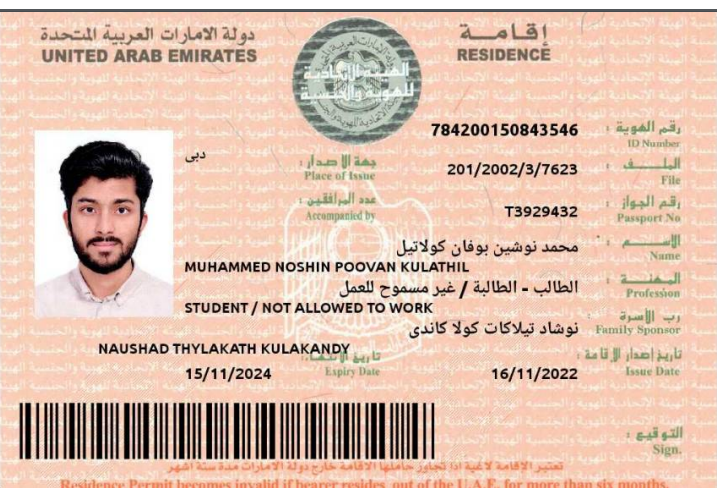 دولة الامارات العربية المتحدة
UNITED ARAB EMIRATES
إقامة
RESIDENCE
الهيئة الاتحادية
للهوية والجنسية
784200150843546
رقم الهوية :
ID Number
دبى
جهة الاصدار :
Place of Issue
201/2002/3/7623
الملف :
File
عدد المرافقين :
Accompanied by
T3929432
رقم الجواز :
Passport No
محمد نوشين بوفان كولاتيل
الإسم :
Name
MUHAMMED NOSHIN POOVAN KULATHIL
الطالب - الطالبة / غير مسموح للعمل
المهنة :
Profession
STUDENT / NOT ALLOWED TO WORK
نوشاد تيلاكات كولا كاندى
رب الأسرة :
Family Sponsor
NAUSHAD THYLAKATH KULAKANDY
تاريخ الانتهاء :
15/11/2024
Expiry Date
تاريخ إصدار الإقامة :
16/11/2022
Issue Date
التوقيع :
Sign.
تعتبر الاقامة لاغية اذا تجاوز حاملها الاقامة خارج دولة الامارات مدة ستة اشهر
Residence Permit becomes invalid if bearer resides out of the U.A.E. for more than six months.